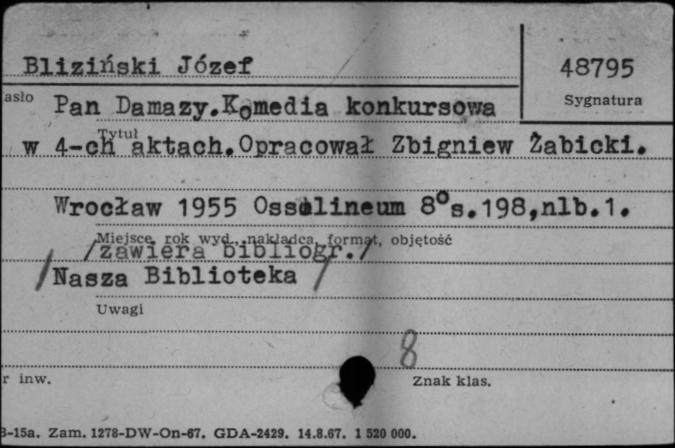 Bliziński Józef
48795
asło
Sygnatura
Pan Damazy.Komedia konkursowa
Tytuł
w 4-ch aktach.Opracował Zbigniew Żabicki.
Wrocław 1955 Ossolineum 8° s.198,nlb.1.
Miejsce, rok wyd., nakładca, format, objętość
/zawiera bibliogr./
/Nasza Biblioteka /
Uwagi
8
r inw.
Znak klas.
B-15a. Zam. 1278-DW-On-67. GDA-2429. 14.8.67. 1 520 000.